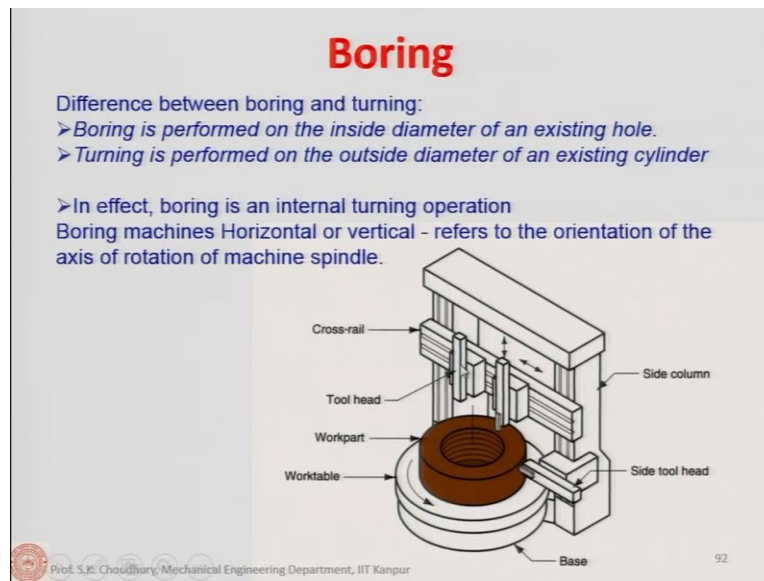 Boring
Difference between boring and turning:
➢Boring is performed on the inside diameter of an existing hole.
➢Turning is performed on the outside diameter of an existing cylinder
➢In effect, boring is an internal turning operation
Boring machines Horizontal or vertical - refers to the orientation of the
axis of rotation of machine spindle.
Cross-rail
Side column
Tool head
Workpart
Worktable
Side tool head
Base
Prof. S.K. Choudhury, Mechanical Engineering Department, IIT Kanpur
92